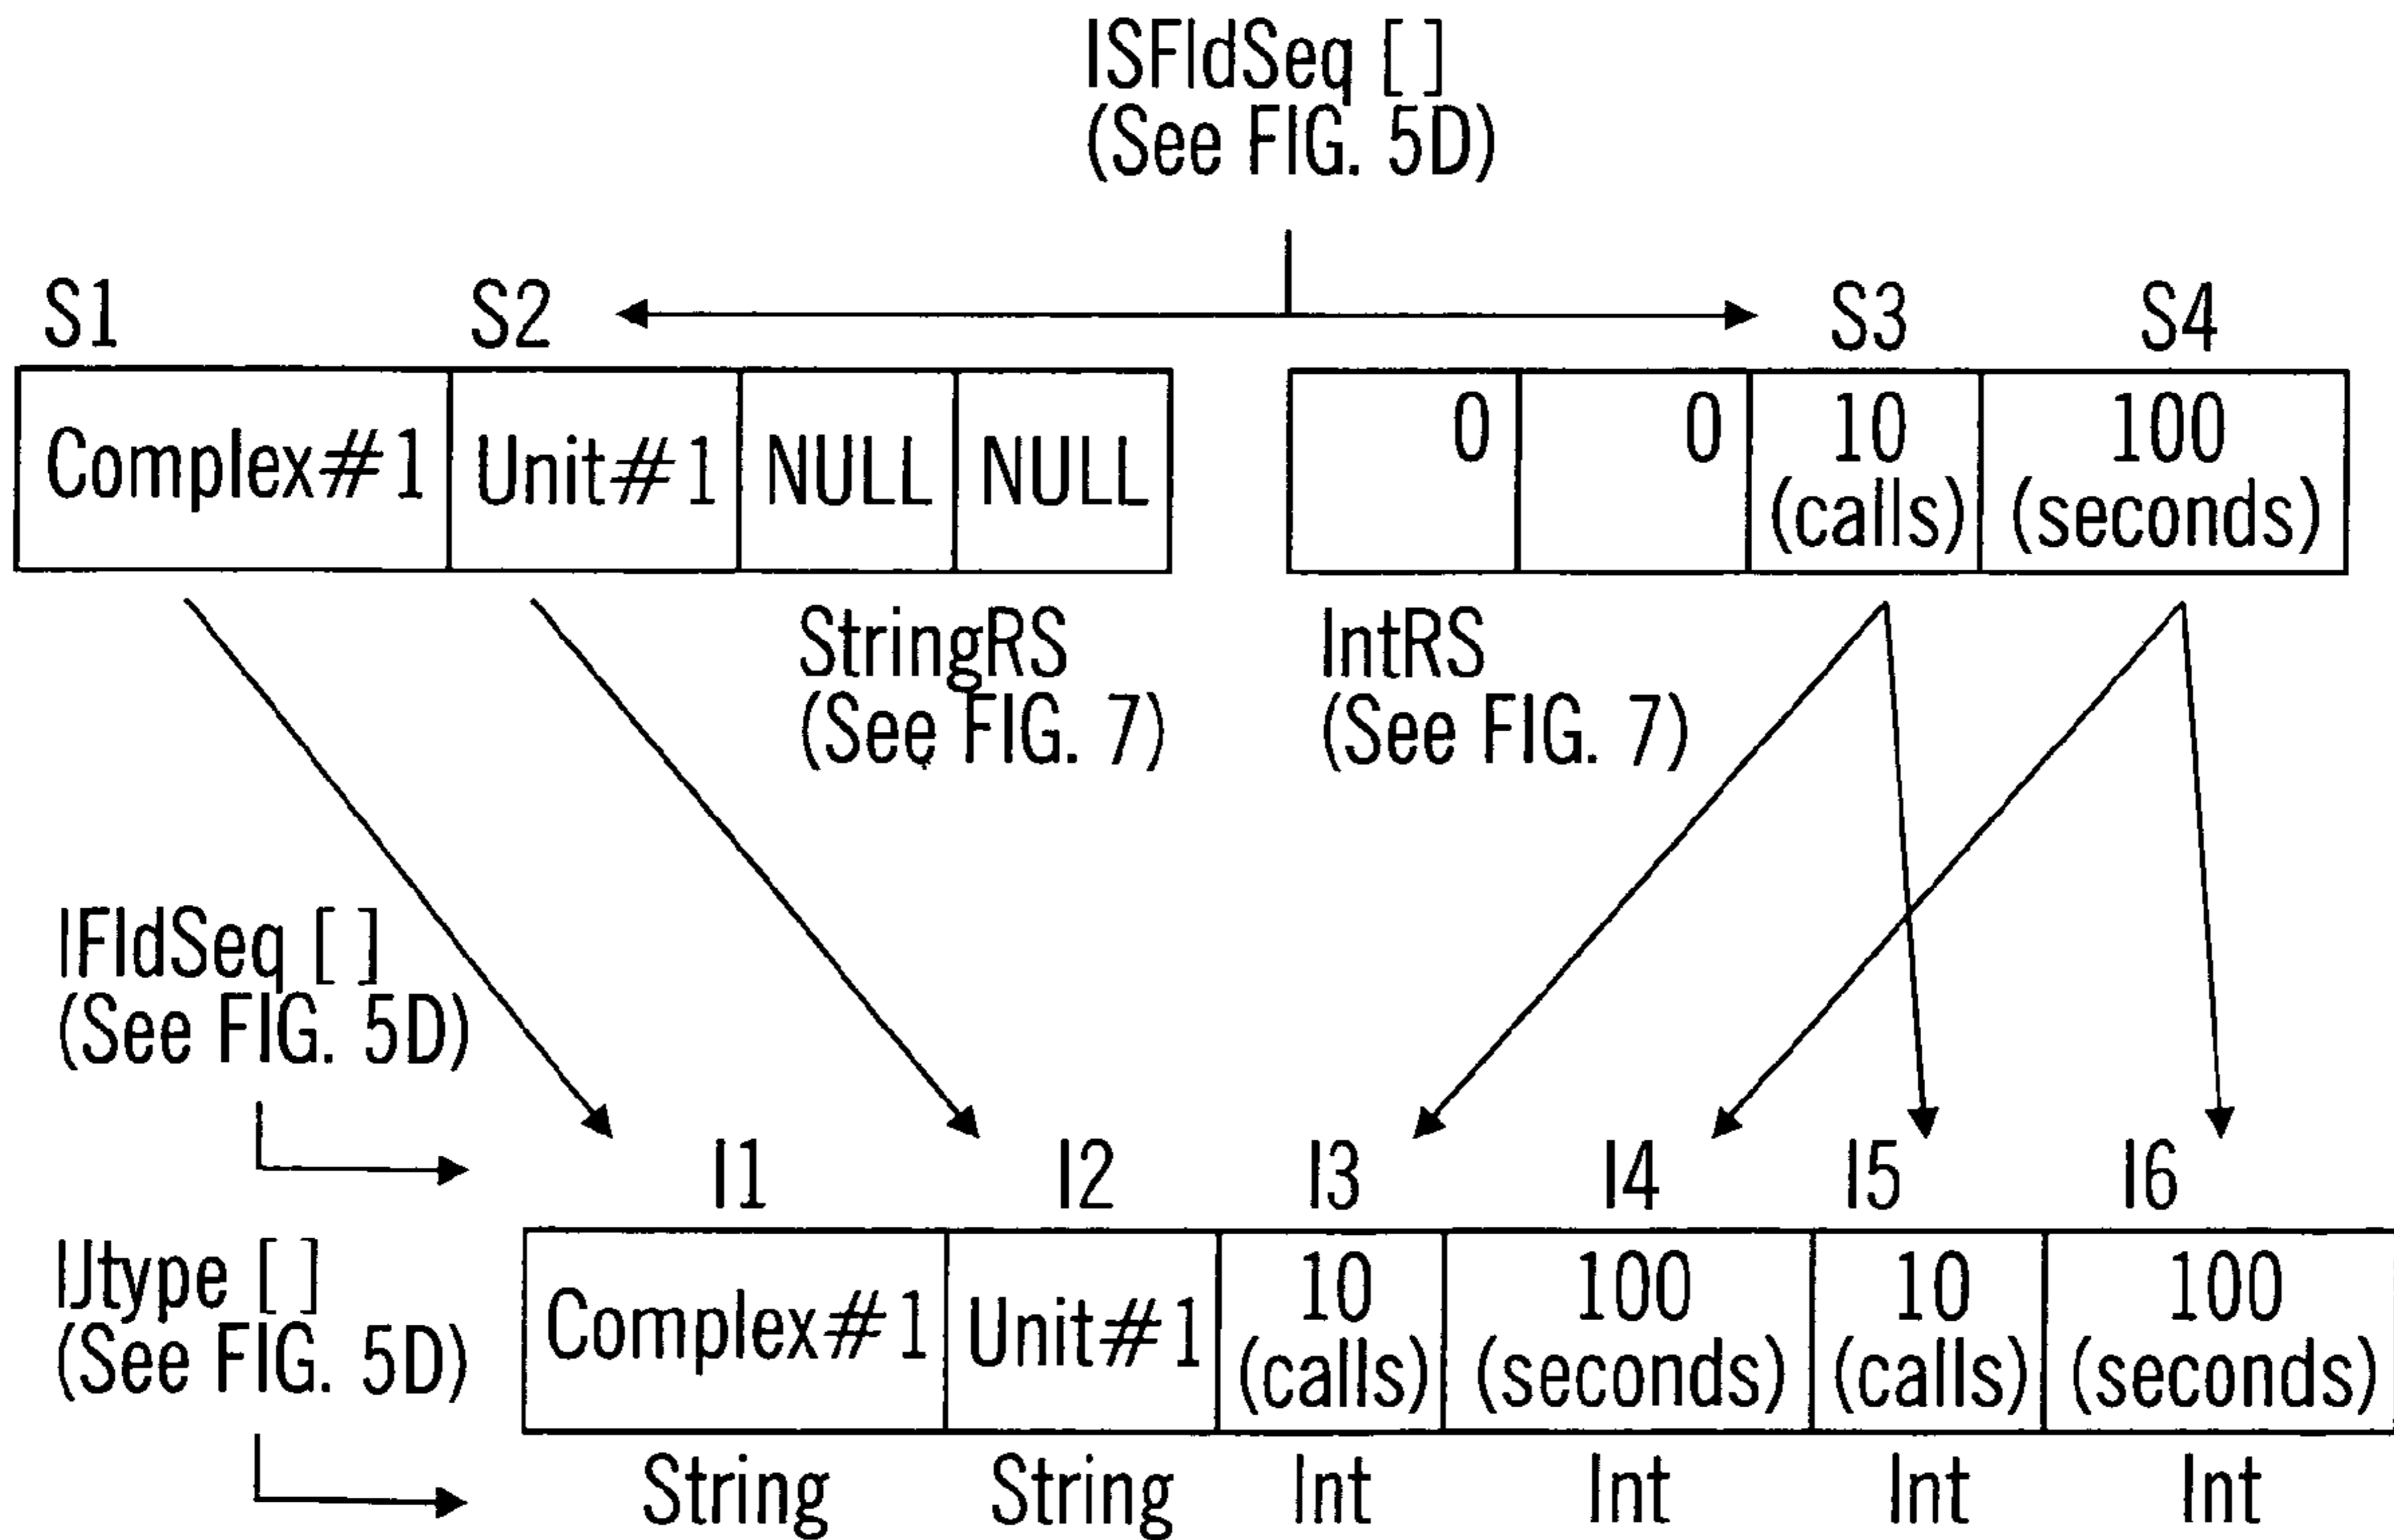 ISFldSeq [ ]
(See FIG. 5D)
S1 S2 S3 S4
Complex#1 Unit#1 NULL NULL 0 0 10 (calls) 100 (seconds)
StringRS IntRS
(See FIG. 7) (See FIG. 7)
IFldSeq [ ]
(See FIG. 5D)
I1 I2 I3 I4 I5 I6
IJtype [ ]
(See FIG. 5D)
Complex#1 Unit#1 10 (calls) 100 (seconds) 10 (calls) 100 (seconds)
String String Int Int Int Int